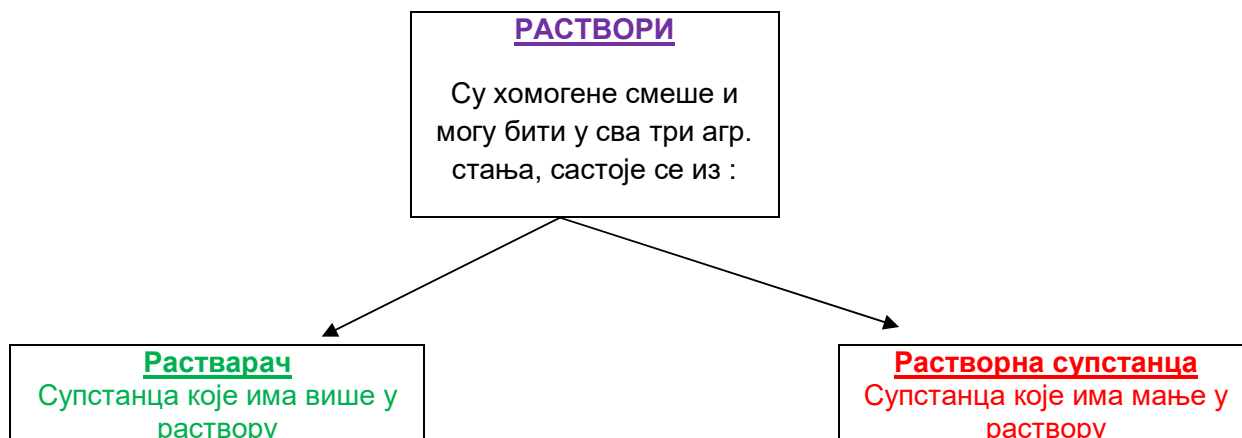 РАСТВОРИ
Су хомогене смеше и
могу бити у сва три агр.
стања, састоје се из :
Растварач
Супстанца које има више у
раствору
Растворна супстанца
Супстанца које има мање у
раствору